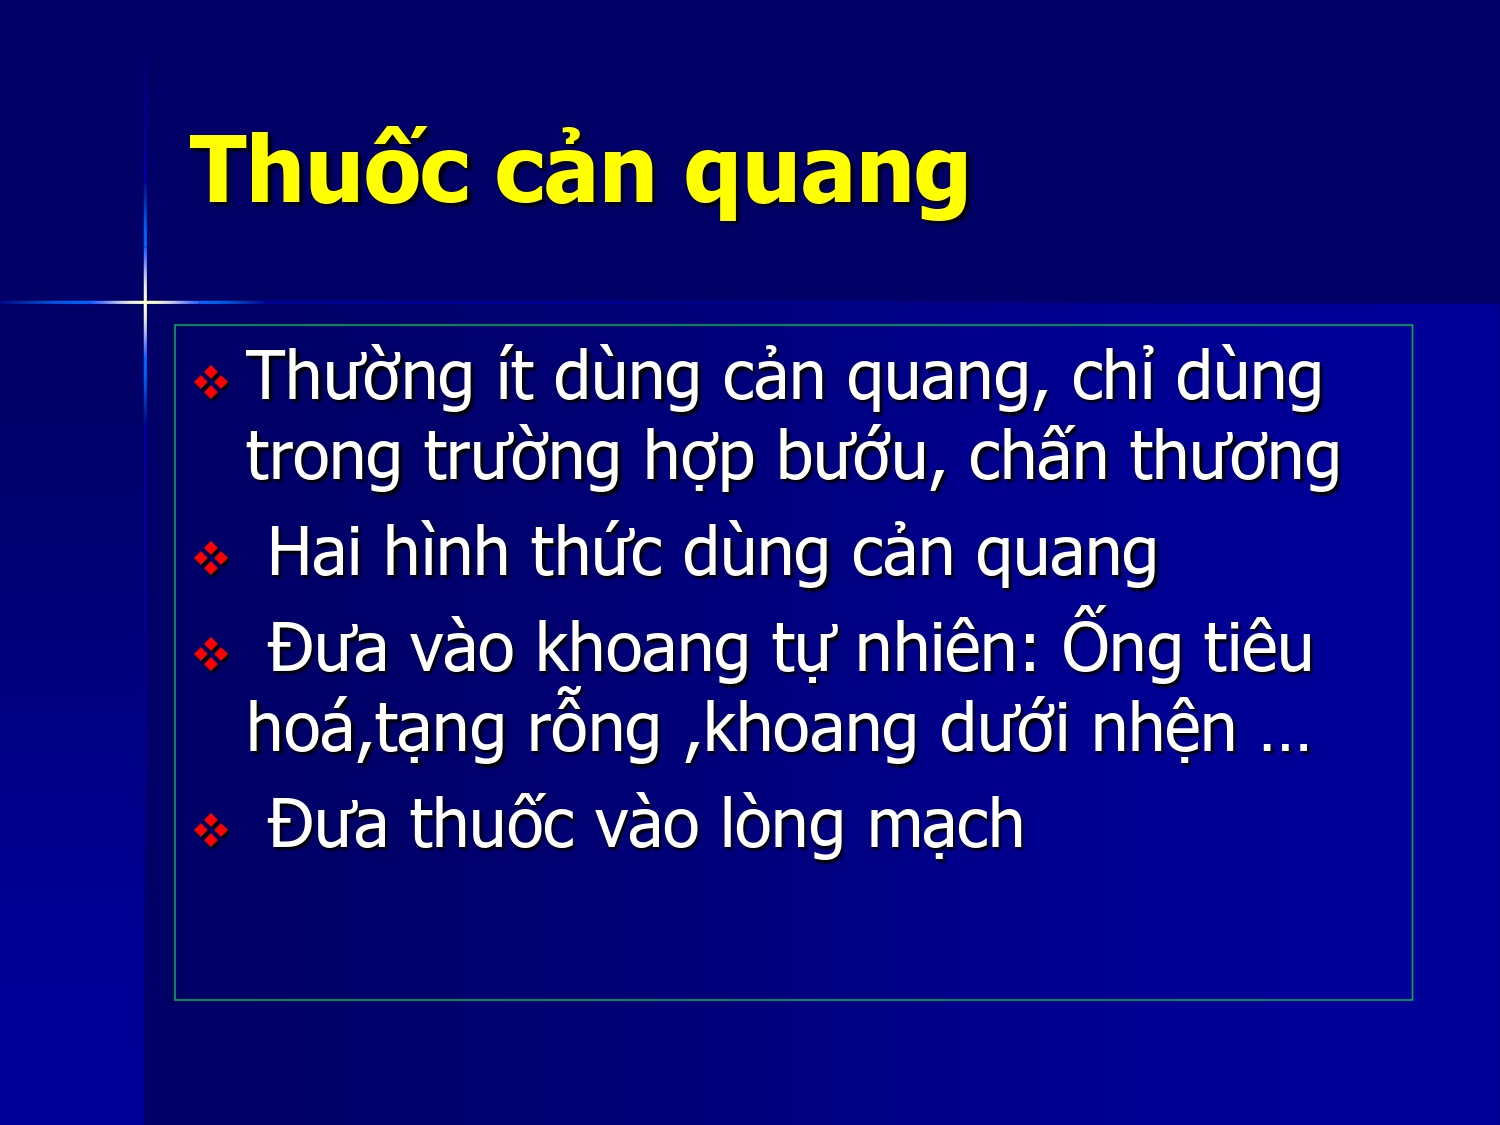 Thuốc cản quang
Thường ít dùng cản quang, chỉ dùng
trong trường hợp bướu, chấn thương
Hai hình thức dùng cản quang
Đưa vào khoang tự nhiên: Ống tiêu
hoá,tạng rỗng ,khoang dưới nhện ...
Đưa thuốc vào lòng mạch